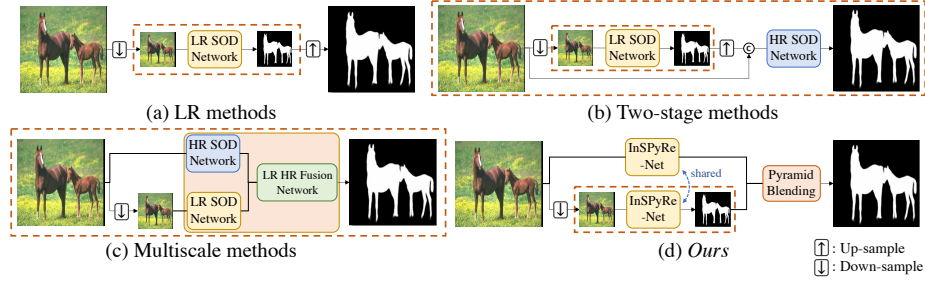 LR SOD
Network
(a) LR methods
LR SOD
Network
C
HR SOD
Network
(b) Two-stage methods
HR SOD
Network
LR SOD
Network
LR HR Fusion
Network
(c) Multiscale methods
InSPyRe
-Net
shared
InSPyRe
-Net
Pyramid
Blending
(d) Ours
↑ : Up-sample
↓ : Down-sample